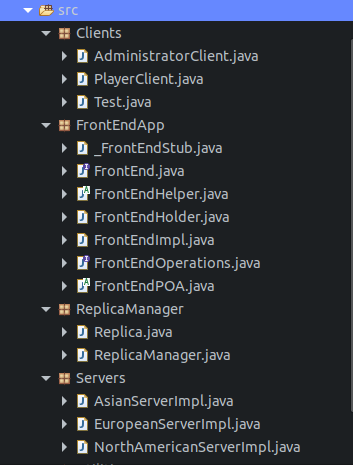 src
Clients
AdministratorClient.java
PlayerClient.java
Test.java
FrontEndApp
_FrontEndStub.java
FrontEnd.java
FrontEndHelper.java
FrontEndHolder.java
FrontEndImpl.java
FrontEndOperations.java
FrontEndPOA.java
ReplicaManager
Replica.java
ReplicaManager.java
Servers
AsianServerImpl.java
EuropeanServerImpl.java
NorthAmericanServerImpl.java